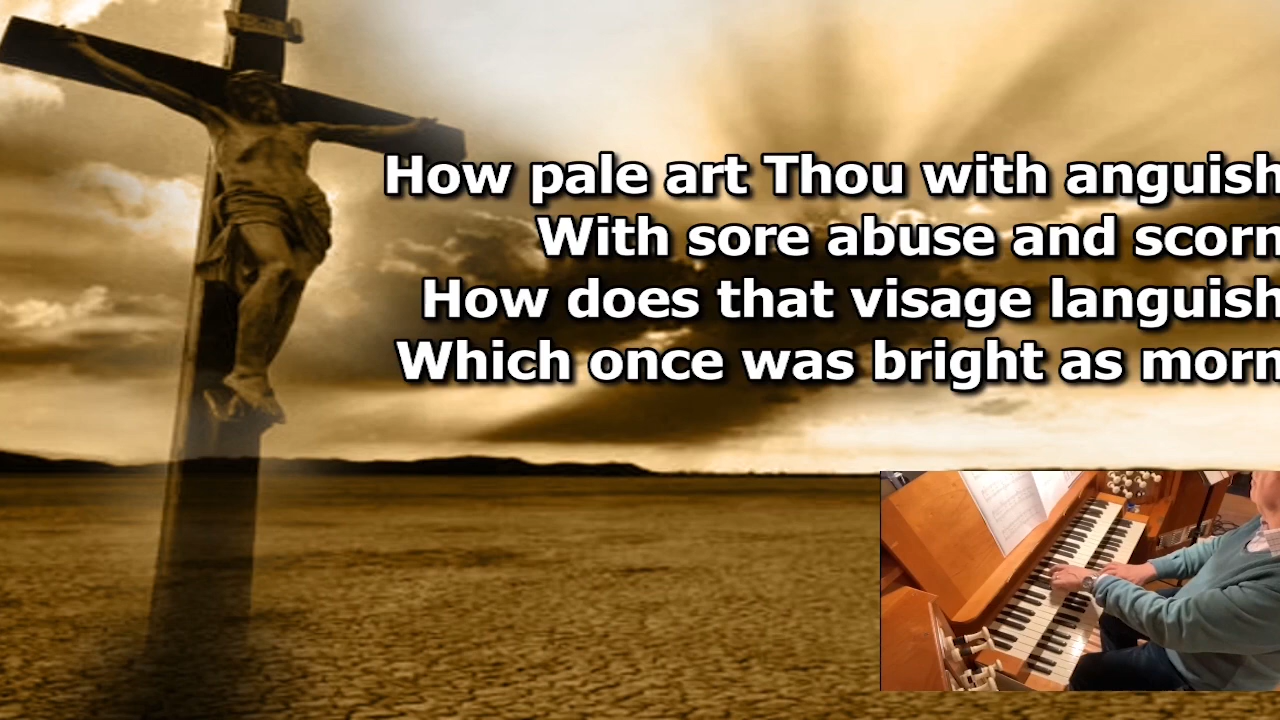 How pale art Thou with anguish
With sore abuse and scorn
How does that visage languish
Which once was bright as morn